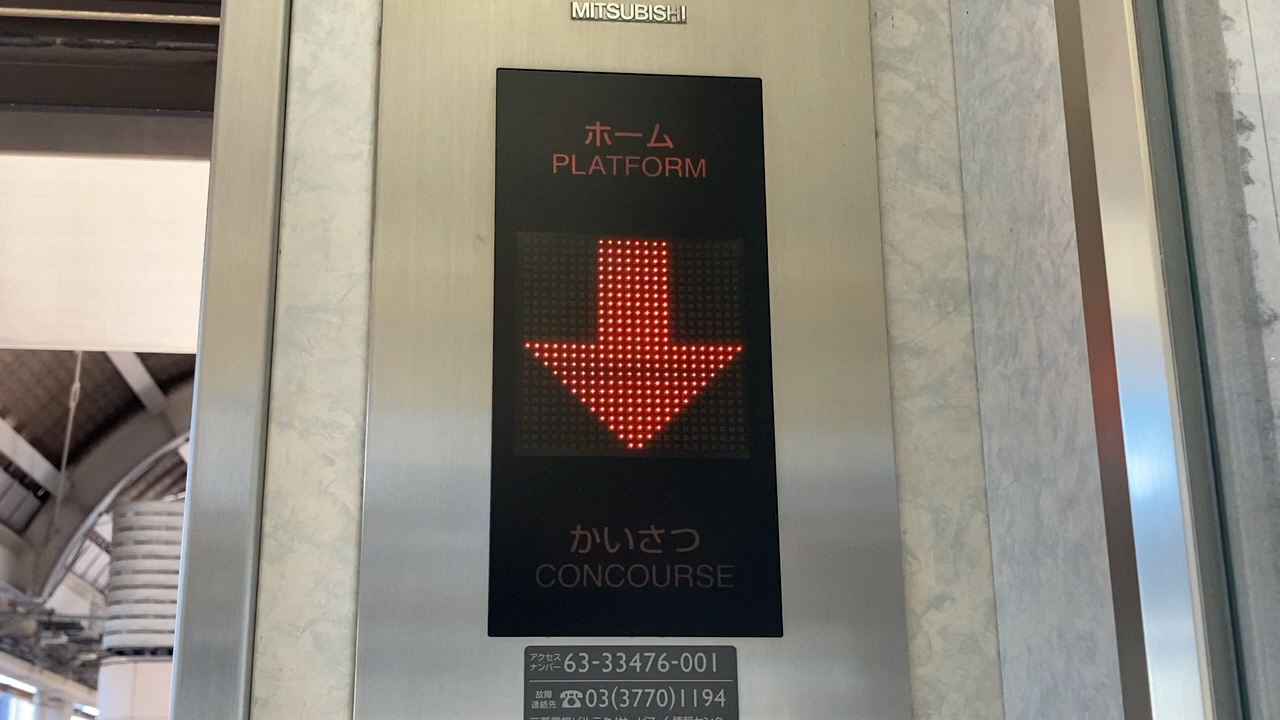 MITSUBISHI
ホーム
PLATFORM
かいさつ
CONCOURSE
アクセス
ナンバー 63-33476-001
故障
連絡先 ☎03(3770)1194